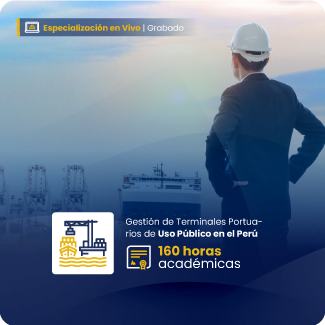 Especialización en Vivo | Grabado
Gestión de Terminales Portua-
rios de Uso Público en el Perú
160 horas
académicas